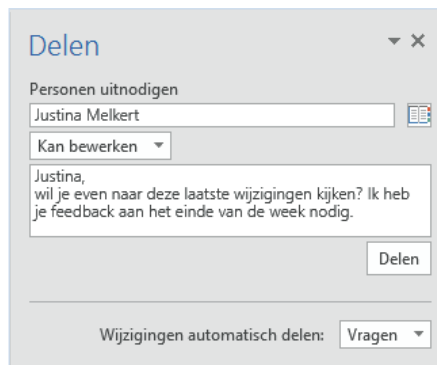 Delen
Personen uitnodigen
Justina Melkert
Kan bewerken
Justina,
wil je even naar deze laatste wijzigingen kijken? Ik heb
je feedback aan het einde van de week nodig.
Delen
Wijzigingen automatisch delen: Vragen